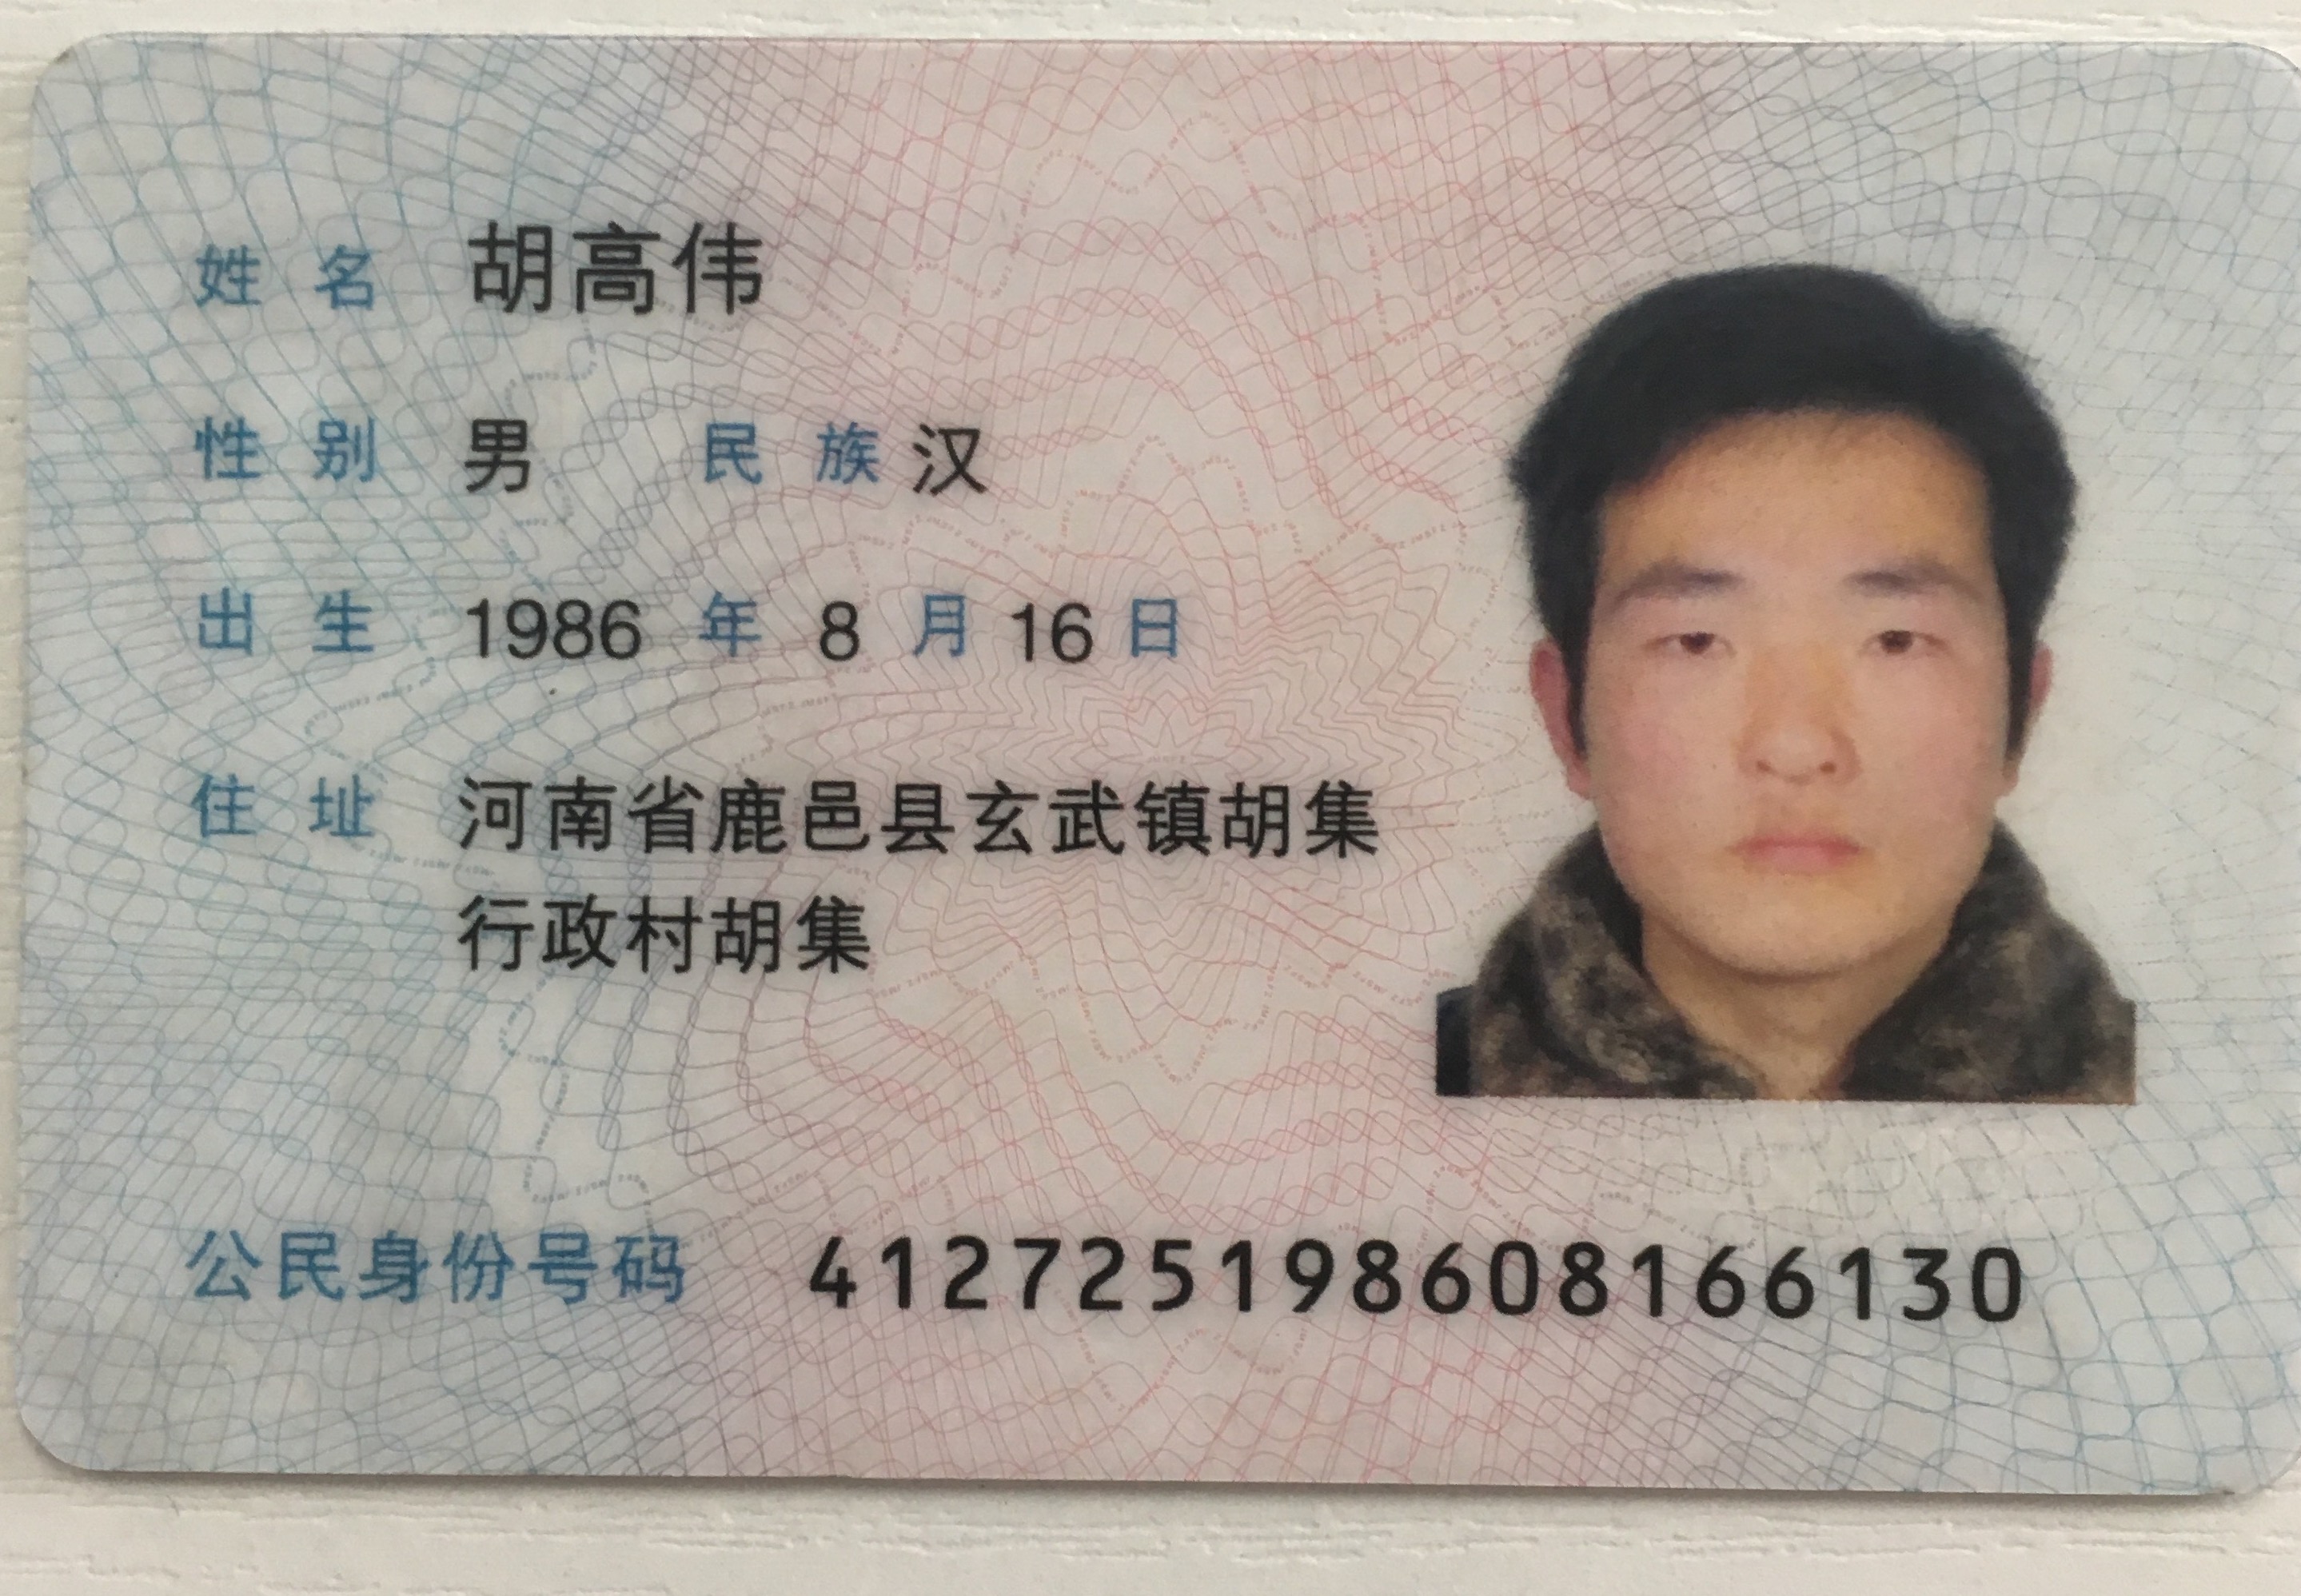 姓名 胡高伟
性别 男 民族 汉
出生 1986 年 8 月 16 日
住址 河南省鹿邑县玄武镇胡集
行政村胡集
公民身份号码 412725198608166130